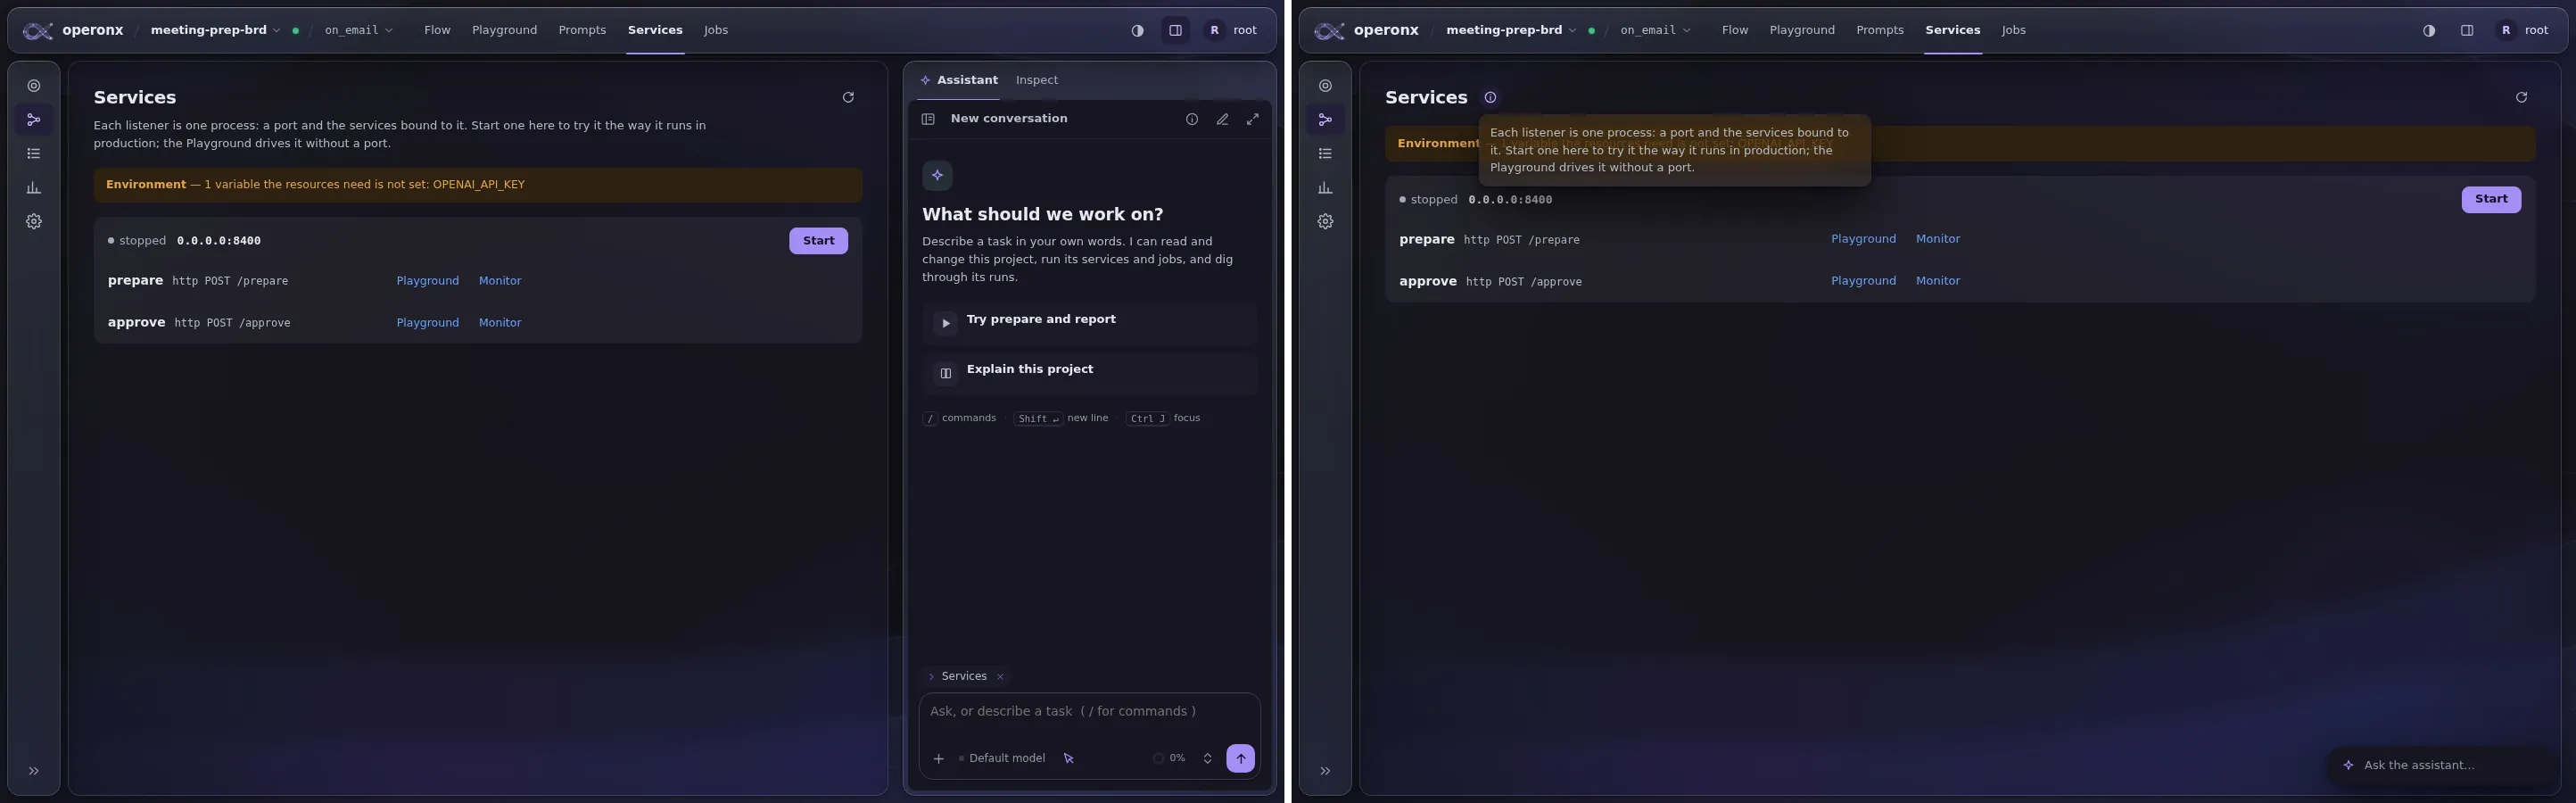 operonx / meeting-prep-brd / on_email Flow Playground Prompts Services Jobs R root
Services
Each listener is one process: a port and the services bound to it. Start one here to try it the way it runs in
production; the Playground drives it without a port.
Environment — 1 variable the resources need is not set: OPENAI_API_KEY
stopped 0.0.0.0:8400 Start
prepare http POST /prepare Playground Monitor
approve http POST /approve Playground Monitor
Assistant Inspect
New conversation
What should we work on?
Describe a task in your own words. I can read and
change this project, run its services and jobs, and dig
through its runs.
Try prepare and report
Explain this project
/ commands · Shift ↵ new line · Ctrl J focus
Services
Ask, or describe a task ( / for commands )
Default model 0%
operonx / meeting-prep-brd / on_email Flow Playground Prompts Services Jobs R root
Services
Each listener is one process: a port and the services bound to
it. Start one here to try it the way it runs in production; the
Playground drives it without a port.
Environment — 1 variable the resources need is not set: OPENAI_API_KEY
stopped 0.0.0.0:8400 Start
prepare http POST /prepare Playground Monitor
approve http POST /approve Playground Monitor
Ask the assistant...